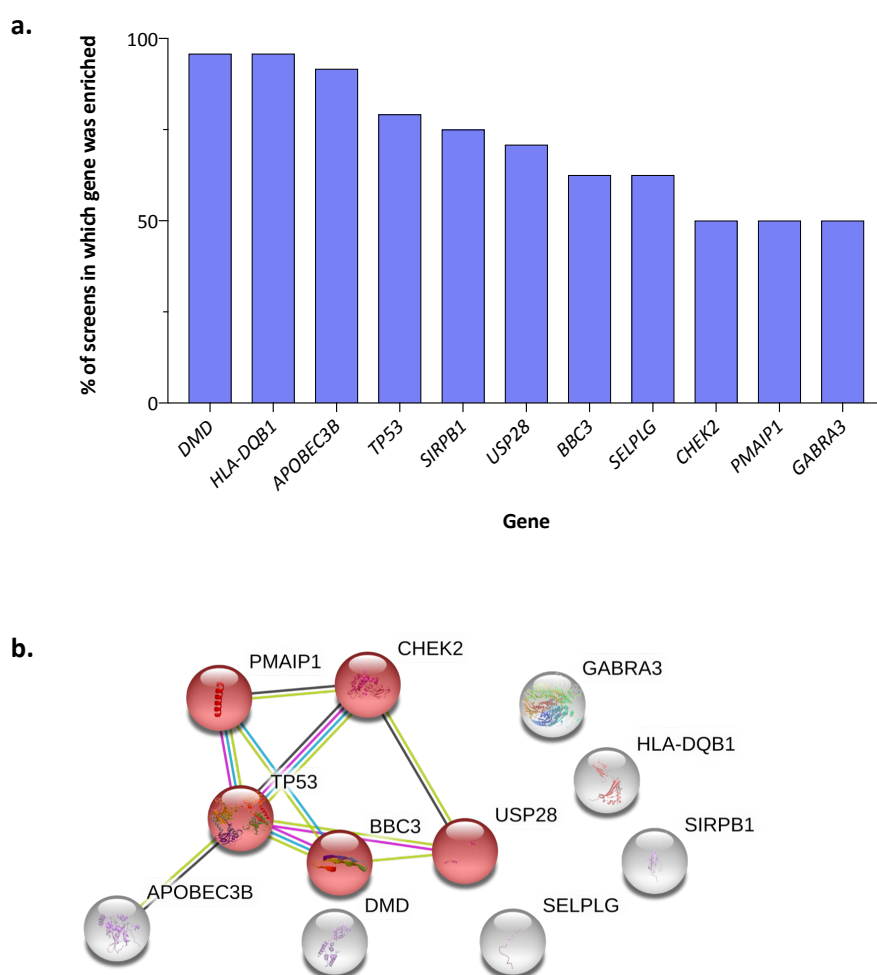 a.
% of screens in which gene was enriched
100
50
0
DMD
HLA-DQB1
APOBEC3B
TP53
SIRPB1
USP28
BBC3
SELPLG
CHEK2
PMAIP1
GABRA3
Gene
b.
PMAIP1
CHEK2
GABRA3
HLA-DQB1
TP53
USP28
SIRPB1
BBC3
APOBEC3B
DMD
SELPLG